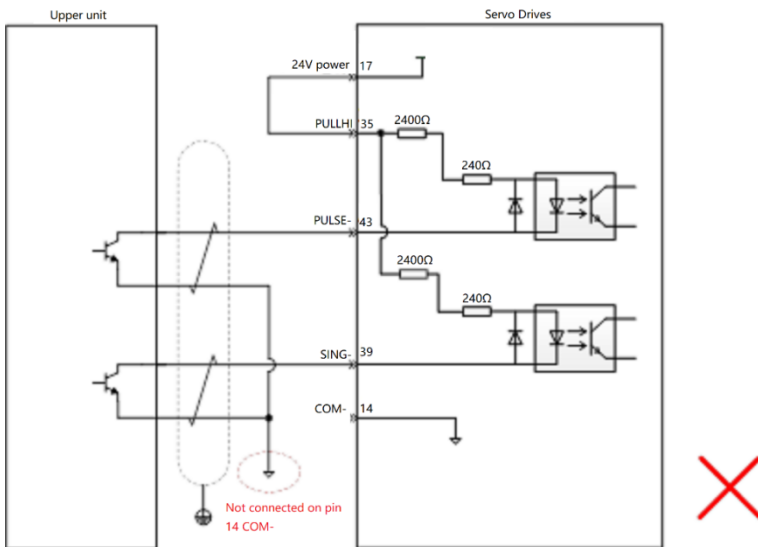 Upper unit
Servo Drives
24V power
17
PULLHI
35
2400Ω
240Ω
PULSE-
43
2400Ω
240Ω
SING-
39
COM-
14
Not connected on pin
14 COM-